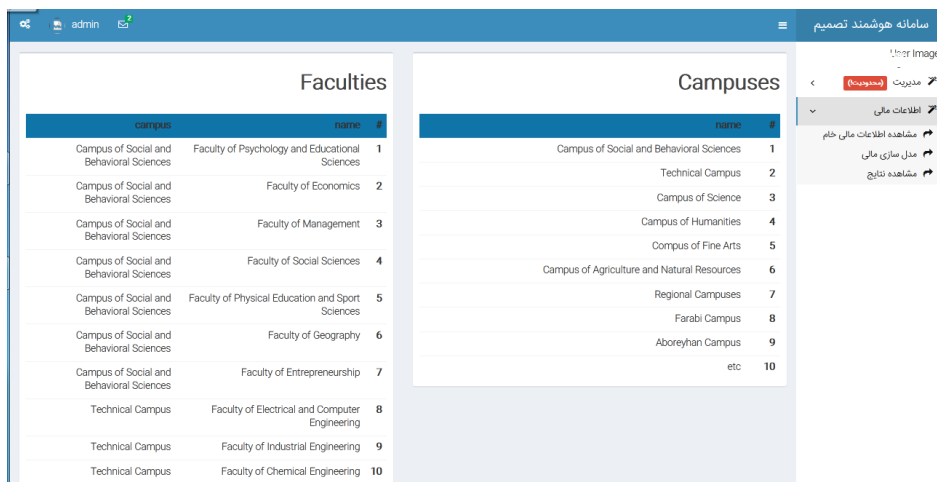 سامانه هوشمند تصمیم
admin
2
User Image
مدیریت (محدودیت!)
اطلاعات مالی
مشاهده اطلاعات مالی خام
مدل سازی مالی
مشاهده نتایج
Campuses
# name
1 Campus of Social and Behavioral Sciences
2 Technical Campus
3 Campus of Science
4 Campus of Humanities
5 Compus of Fine Arts
6 Campus of Agriculture and Natural Resources
7 Regional Campuses
8 Farabi Campus
9 Aboreyhan Campus
10 etc
Faculties
# name campus
1 Faculty of Psychology and Educational Sciences Campus of Social and Behavioral Sciences
2 Faculty of Economics Campus of Social and Behavioral Sciences
3 Faculty of Management Campus of Social and Behavioral Sciences
4 Faculty of Social Sciences Campus of Social and Behavioral Sciences
5 Faculty of Physical Education and Sport Sciences Campus of Social and Behavioral Sciences
6 Faculty of Geography Campus of Social and Behavioral Sciences
7 Faculty of Entrepreneurship Campus of Social and Behavioral Sciences
8 Faculty of Electrical and Computer Engineering Technical Campus
9 Faculty of Industrial Engineering Technical Campus
10 Faculty of Chemical Engineering Technical Campus